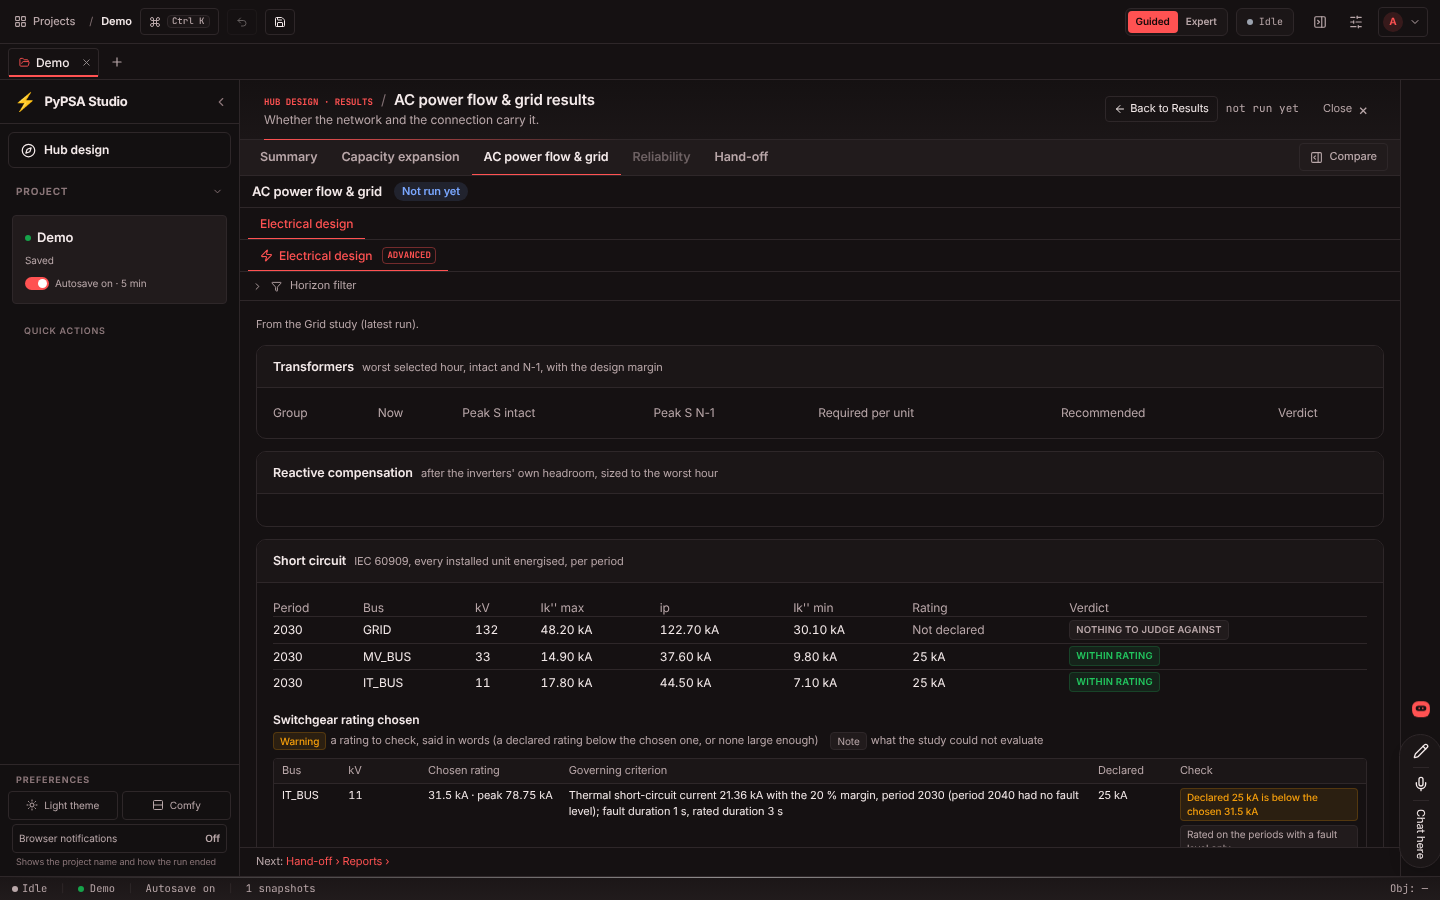 Projects / Demo ⌘ Ctrl K
Guided Expert Idle A
Demo × +
PyPSA Studio
Hub design
PROJECT
Demo
Saved
Autosave on · 5 min
QUICK ACTIONS
PREFERENCES
Light theme Comfy
Browser notifications Off
Shows the project name and how the run ended
HUB DESIGN · RESULTS / AC power flow & grid results
Whether the network and the connection carry it.
← Back to Results not run yet Close ×
Summary Capacity expansion AC power flow & grid Reliability Hand-off Compare
AC power flow & grid Not run yet
Electrical design
Electrical design ADVANCED
Horizon filter
From the Grid study (latest run).
Transformers worst selected hour, intact and N-1, with the design margin
Group Now Peak S intact Peak S N-1 Required per unit Recommended Verdict
Reactive compensation after the inverters' own headroom, sized to the worst hour
Short circuit IEC 60909, every installed unit energised, per period
Period Bus kV Ik'' max ip Ik'' min Rating Verdict
2030 GRID 132 48.20 kA 122.70 kA 30.10 kA Not declared NOTHING TO JUDGE AGAINST
2030 MV_BUS 33 14.90 kA 37.60 kA 9.80 kA 25 kA WITHIN RATING
2030 IT_BUS 11 17.80 kA 44.50 kA 7.10 kA 25 kA WITHIN RATING
Switchgear rating chosen
Warning a rating to check, said in words (a declared rating below the chosen one, or none large enough) Note what the study could not evaluate
Bus kV Chosen rating Governing criterion Declared Check
IT_BUS 11 31.5 kA · peak 78.75 kA Thermal short-circuit current 21.36 kA with the 20 % margin, period 2030 (period 2040 had no fault 25 kA Declared 25 kA is below the
level); fault duration 1 s, rated duration 3 s chosen 31.5 kA
Rated on the periods with a fault
level only
Next: Hand-off › Reports ›
Chat here
Idle Demo Autosave on 1 snapshots Obj: —